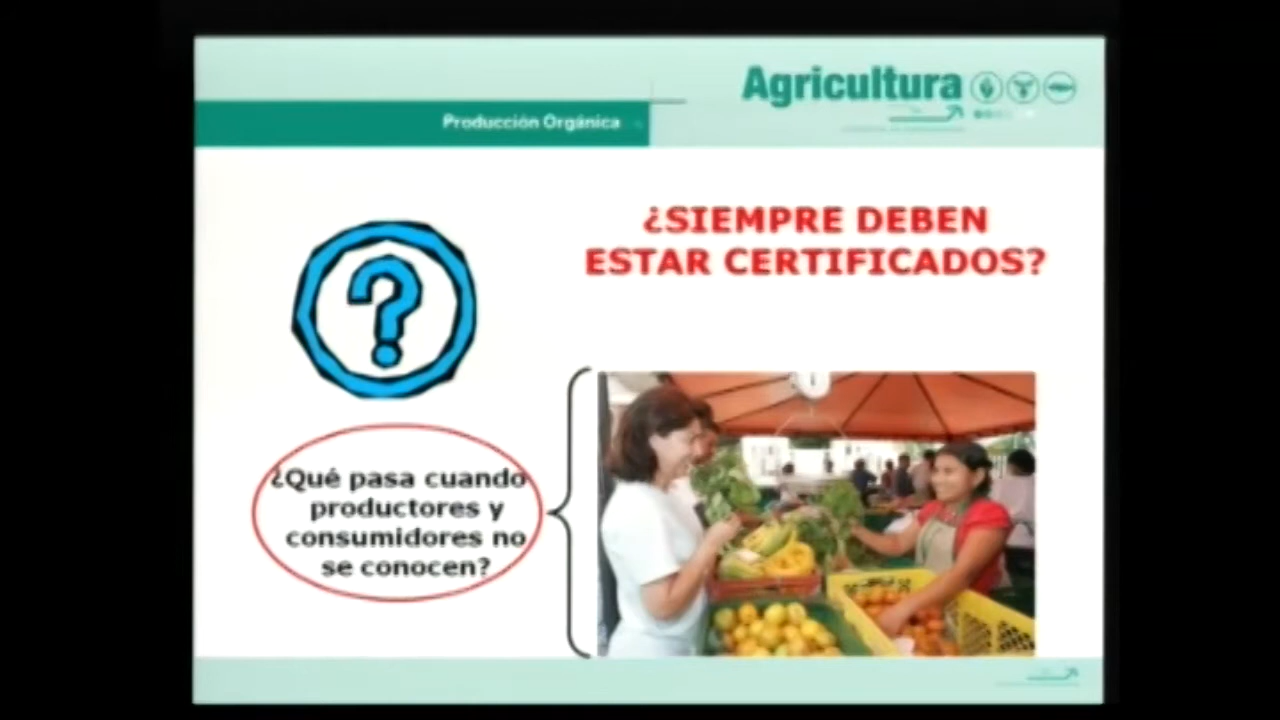 Agricultura
Producción Orgánica
¿SIEMPRE DEBEN
ESTAR CERTIFICADOS?
¿Qué pasa cuando
productores y
consumidores no
se conocen?